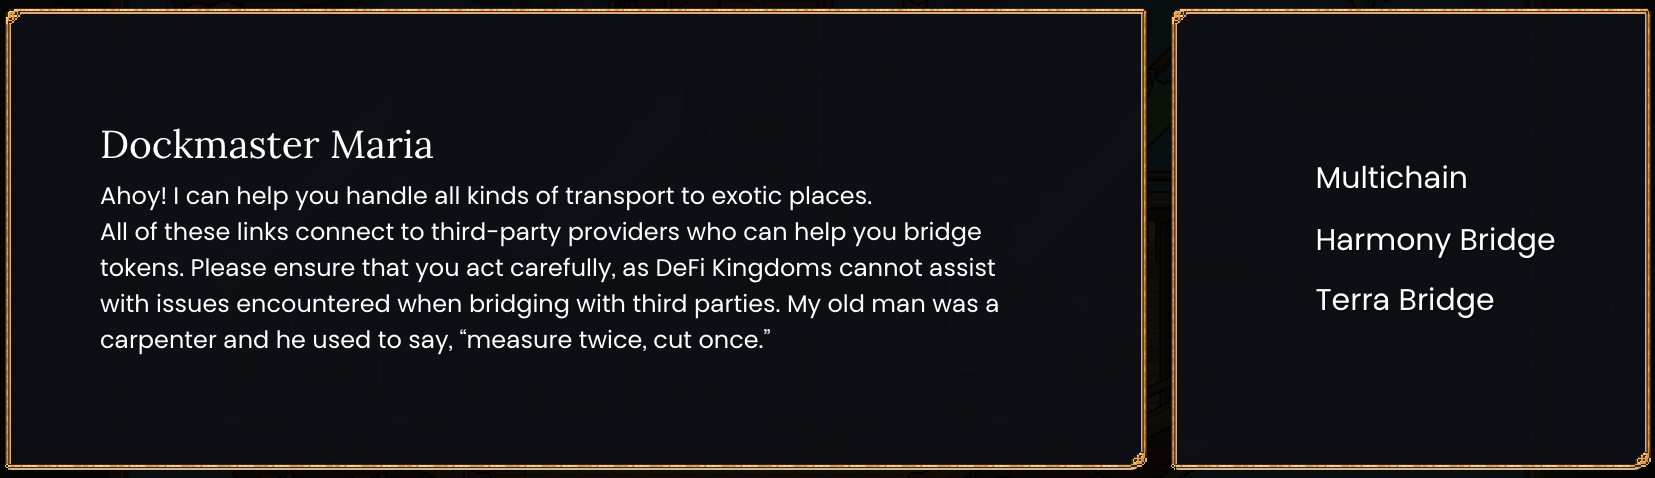 Dockmaster Maria
Ahoy! I can help you handle all kinds of transport to exotic places.
All of these links connect to third-party providers who can help you bridge
tokens. Please ensure that you act carefully, as DeFi Kingdoms cannot assist
with issues encountered when bridging with third parties. My old man was a
carpenter and he used to say, “measure twice, cut once.”
Multichain
Harmony Bridge
Terra Bridge